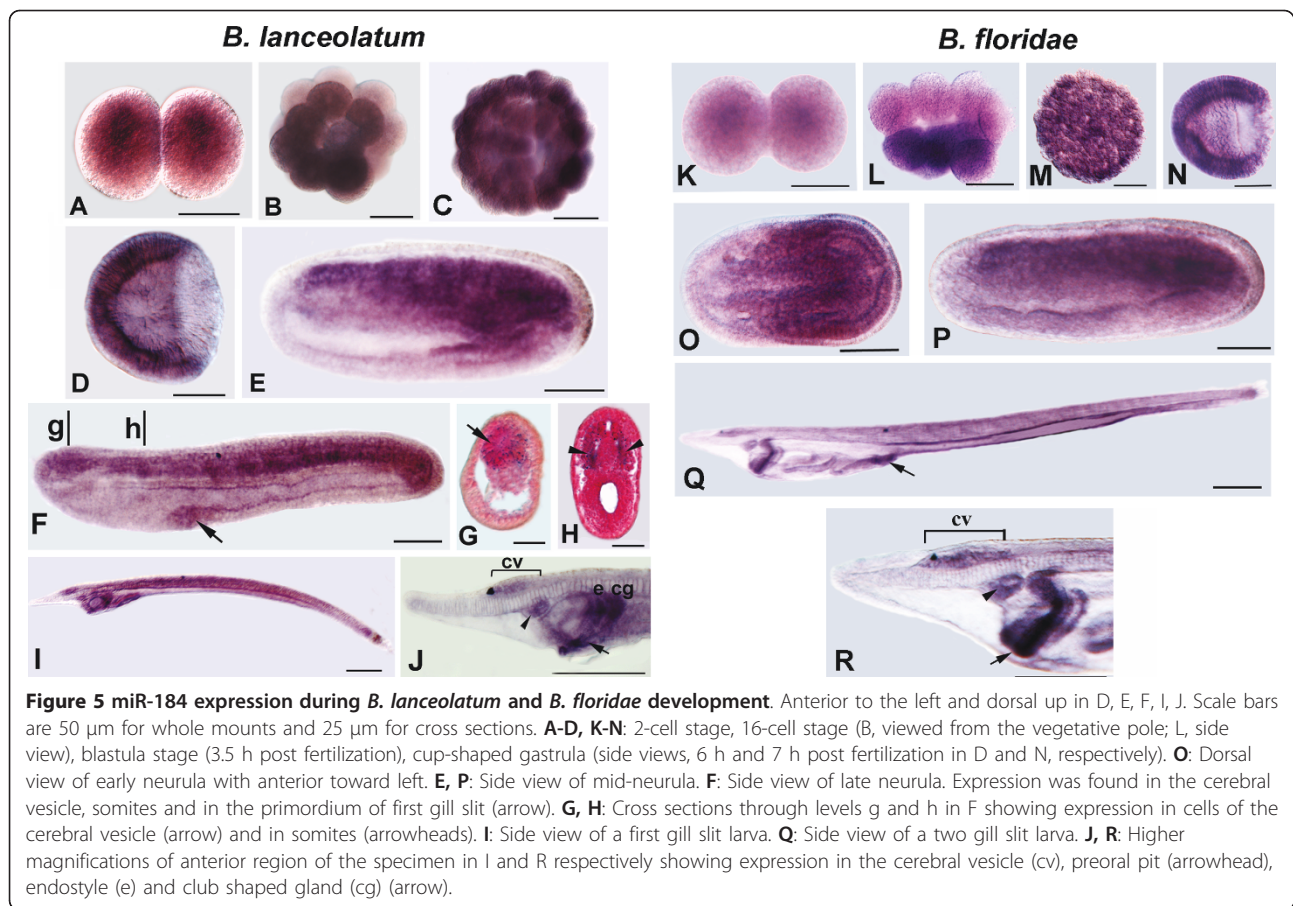 B. lanceolatum
B. floridae
A
B
C
K
L
M
N
D
E
O
P
g
h
F
G
H
Q
cv
e cg
I
J
cv
R
Figure 5 miR-184 expression during B. lanceolatum and B. floridae development. Anterior to the left and dorsal up in D, E, F, I, J. Scale bars
are 50 μm for whole mounts and 25 μm for cross sections. A-D, K-N: 2-cell stage, 16-cell stage (B, viewed from the vegetative pole; L, side
view), blastula stage (3.5 h post fertilization), cup-shaped gastrula (side views, 6 h and 7 h post fertilization in D and N, respectively). O: Dorsal
view of early neurula with anterior toward left. E, P: Side view of mid-neurula. F: Side view of late neurula. Expression was found in the cerebral
vesicle, somites and in the primordium of first gill slit (arrow). G, H: Cross sections through levels g and h in F showing expression in cells of the
cerebral vesicle (arrow) and in somites (arrowheads). I: Side view of a first gill slit larva. Q: Side view of a two gill slit larva. J, R: Higher
magnifications of anterior region of the specimen in I and R respectively showing expression in the cerebral vesicle (cv), preoral pit (arrowhead),
endostyle (e) and club shaped gland (cg) (arrow).